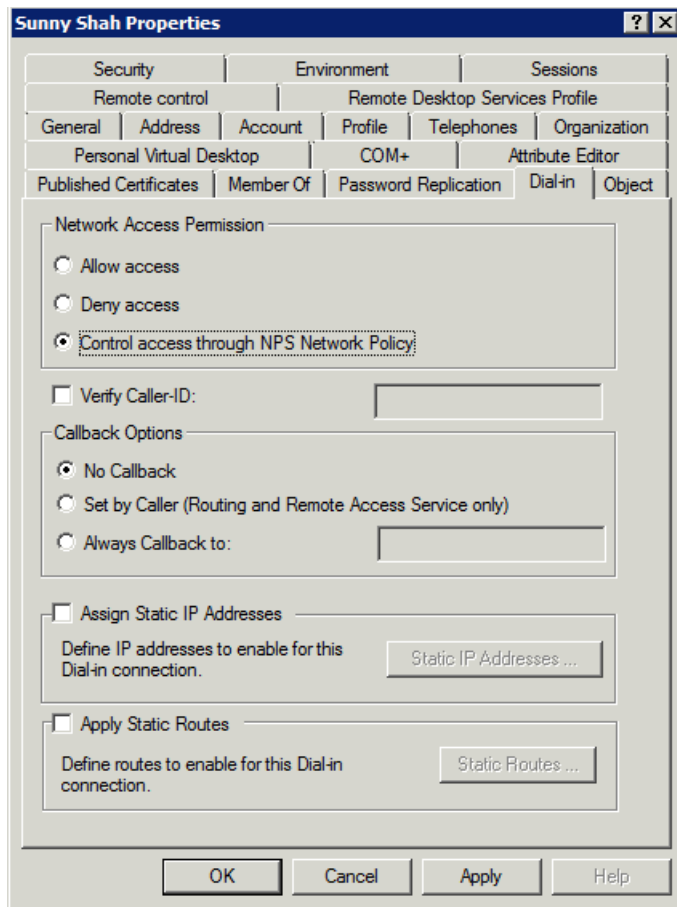 Sunny Shah Properties
Security Environment Sessions
Remote control Remote Desktop Services Profile
General Address Account Profile Telephones Organization
Personal Virtual Desktop COM+ Attribute Editor
Published Certificates Member Of Password Replication Dial-in Object
Network Access Permission
Allow access
Deny access
Control access through NPS Network Policy
Verify Caller-ID:
Callback Options
No Callback
Set by Caller (Routing and Remote Access Service only)
Always Callback to:
Assign Static IP Addresses
Define IP addresses to enable for this
Dial-in connection.
Static IP Addresses ...
Apply Static Routes
Define routes to enable for this Dial-in
connection.
Static Routes ...
OK Cancel Apply Help